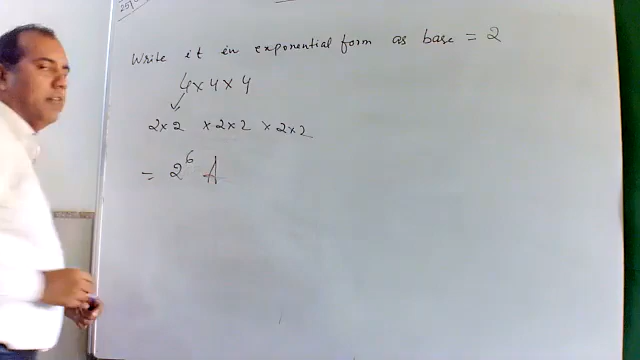 Write it in exponential form as base = 2
4 × 4 × 4
2×2 × 2×2 × 2×2
= 2⁶ A